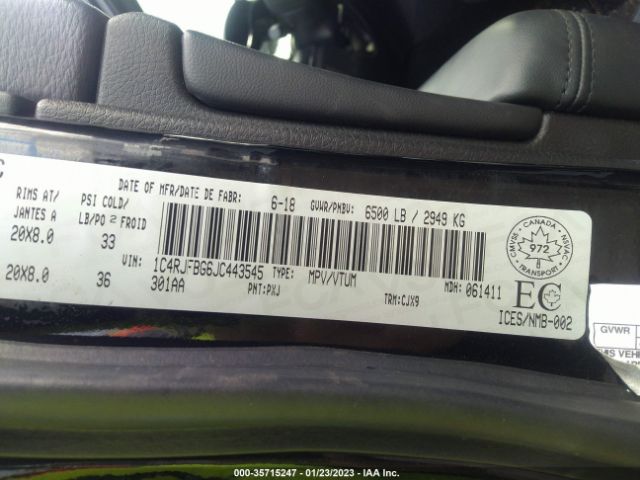 C
DATE OF MFR/DATE DE FABR: 6-18 GVWR/PNBV: 6500 LB / 2949 KG
RIMS AT/ PSI COLD/
JANTES A LB/PO² FROID
20X8.0 33
VIN: 1C4RJFBG6JC443545 TYPE: MPV/VTUM MDH: 061411
20X8.0 36 301AA PNT:PXJ TRM:CJX9
CANADA
CMVSS 972 NSVAC
TRANSPORT
EC
ICES/NMB-002
GVWR
000-35715247 - 01/23/2023 - IAA Inc.